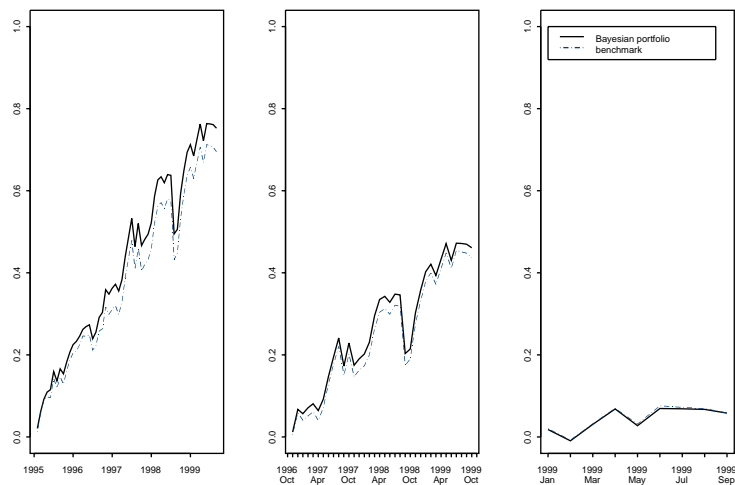 1.0
0.8
0.6
0.4
0.2
0.0
1995 1996 1997 1998 1999
1.0
0.8
0.6
0.4
0.2
0.0
1996 1997 1997 1998 1998 1999 1999
Oct Apr Oct Apr Oct Apr Oct
1.0
0.8
0.6
0.4
0.2
0.0
Bayesian portfolio
benchmark
1999 1999 1999 1999 1999
Jan Mar May Jul Sep